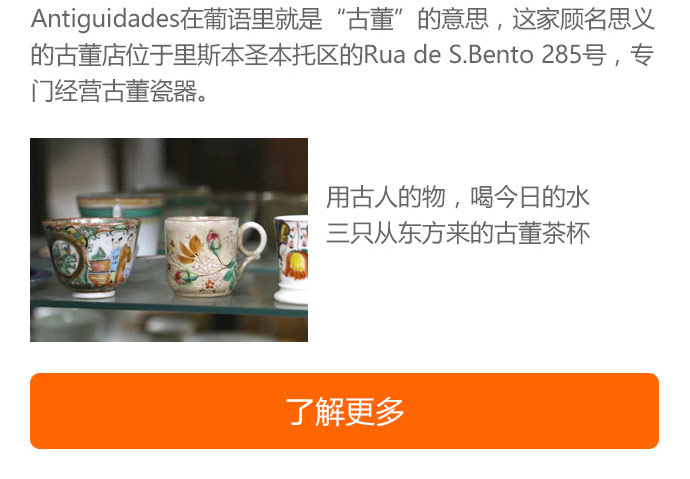 Antiguidades在葡语里就是“古董”的意思，这家顾名思义
的古董店位于里斯本圣本托区的Rua de S.Bento 285号，专
门经营古董瓷器。
用古人的物，喝今日的水
三只从东方来的古董茶杯
了解更多